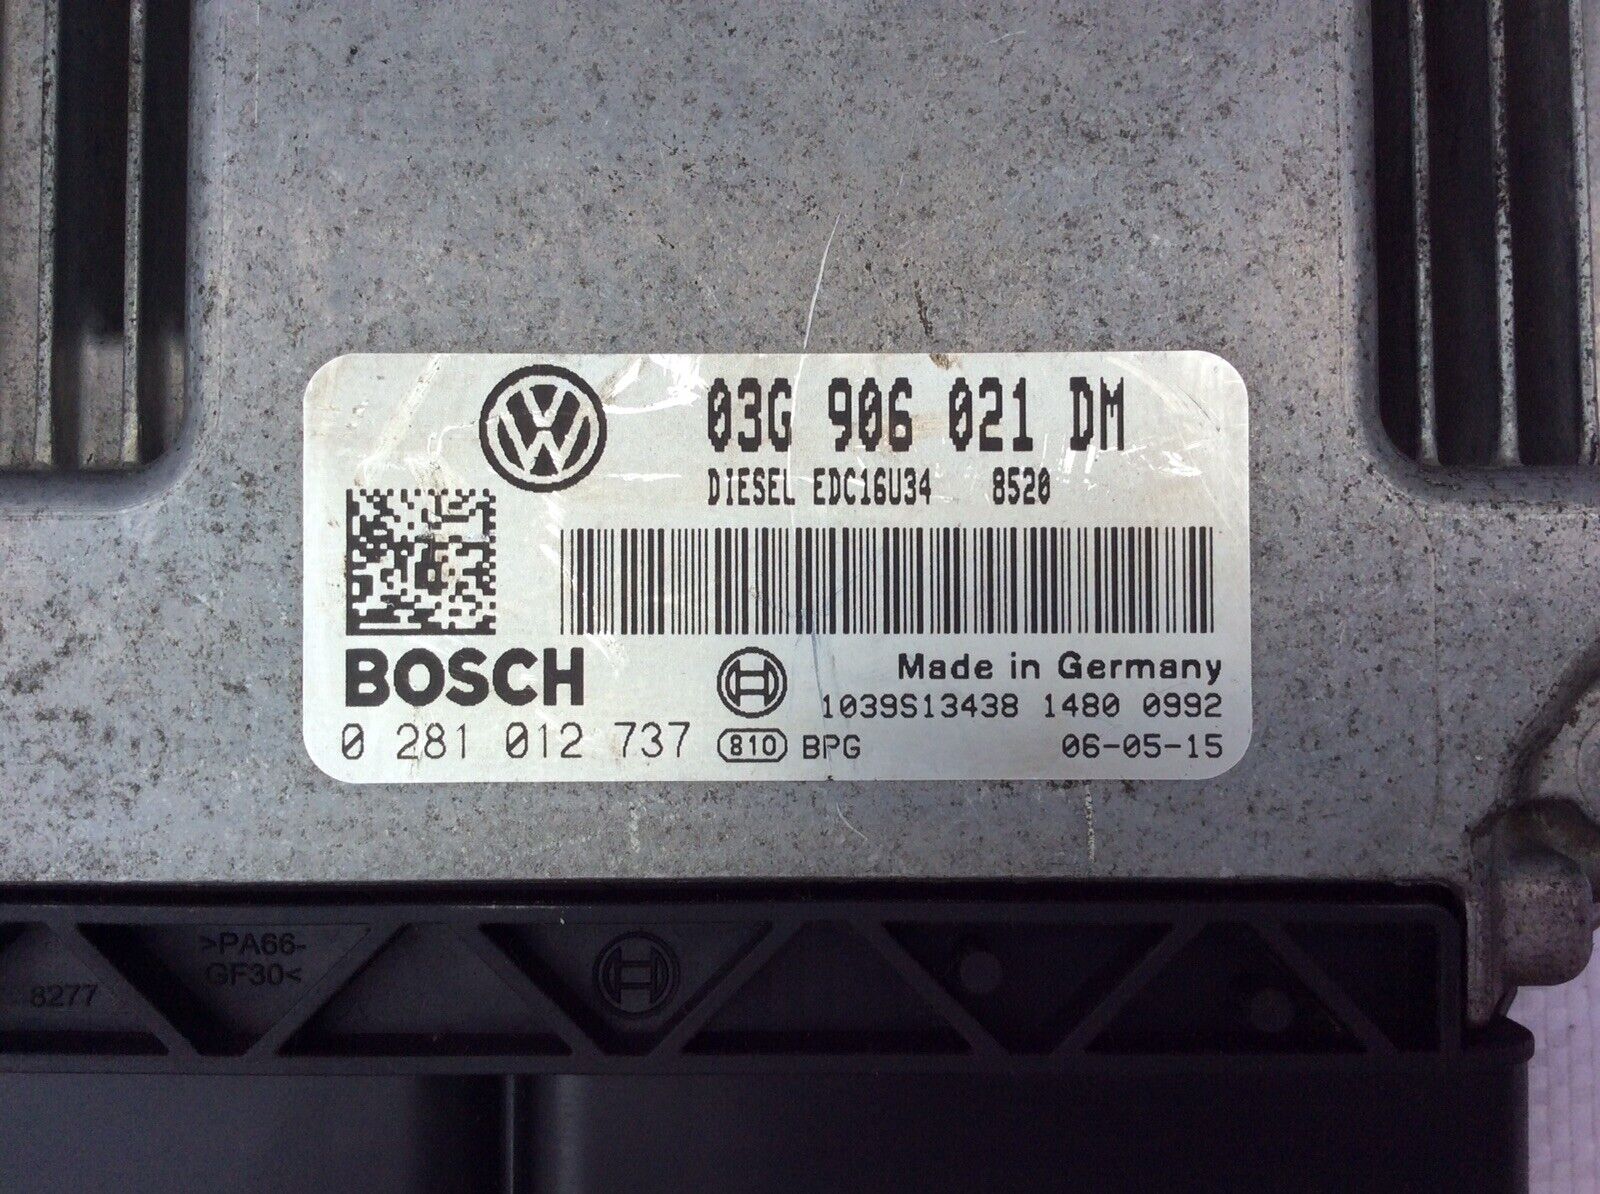 03G 906 021 DM
DIESEL EDC16U34 8520
BOSCH
Made in Germany
1039S13438 1480 0992
0 281 012 737 810 BPG 06-05-15
>PA66-
GF30<
8277